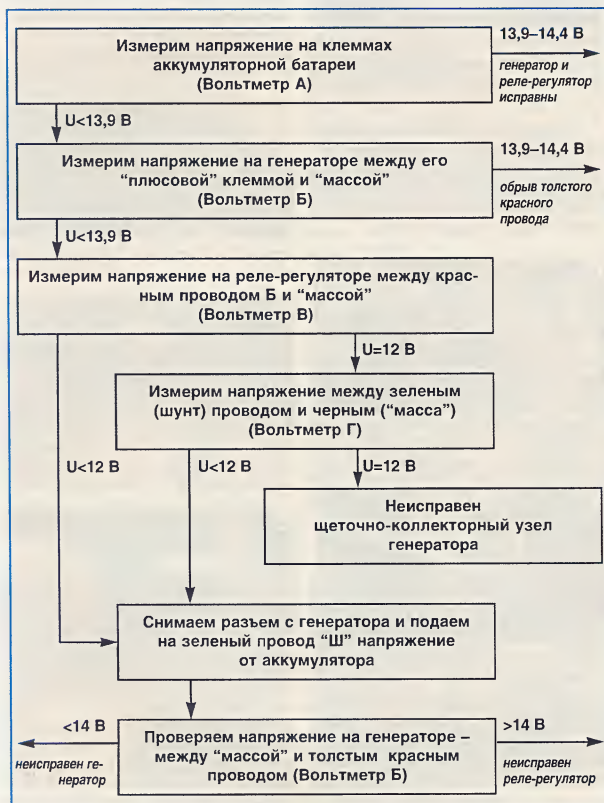 Измерим напряжение на клеммах
аккумуляторной батареи
(Вольтметр А)
13,9–14,4 В
генератор и
реле-регулятор
исправны
U<13,9 В
Измерим напряжение на генераторе между его
“плюсовой” клеммой и “массой”
(Вольтметр Б)
13,9–14,4 В
обрыв толстого
красного
провода
U<13,9 В
Измерим напряжение на реле-регуляторе между крас-
ным проводом Б и “массой”
(Вольтметр В)
U=12 В
Измерим напряжение между зеленым
(шунт) проводом и черным (“масса”)
(Вольтметр Г)
U<12 В
U<12 В
U=12 В
Неисправен
щеточно-коллекторный узел
генератора
Снимаем разъем с генератора и подаем
на зеленый провод “Ш” напряжение
от аккумулятора
<14 В
неисправен ге-
нератор
Проверяем напряжение на генераторе –
между “массой” и толстым красным
проводом (Вольтметр Б)
>14 В
неисправен
реле-регулятор